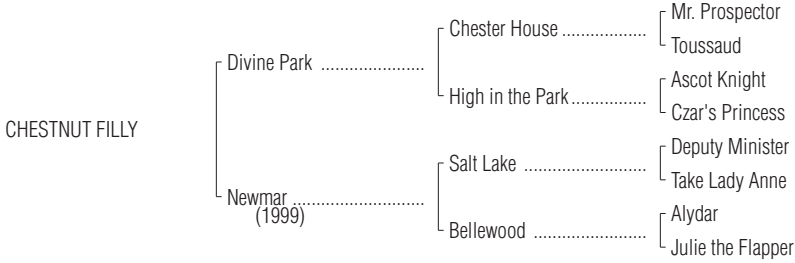 Mr. Prospector
Chester House ..................
Toussaud
Divine Park ......................
Ascot Knight
High in the Park ................
Czar's Princess
CHESTNUT FILLY
Deputy Minister
Salt Lake ..........................
Take Lady Anne
Newmar ............................
(1999)
Alydar
Bellewood ........................
Julie the Flapper